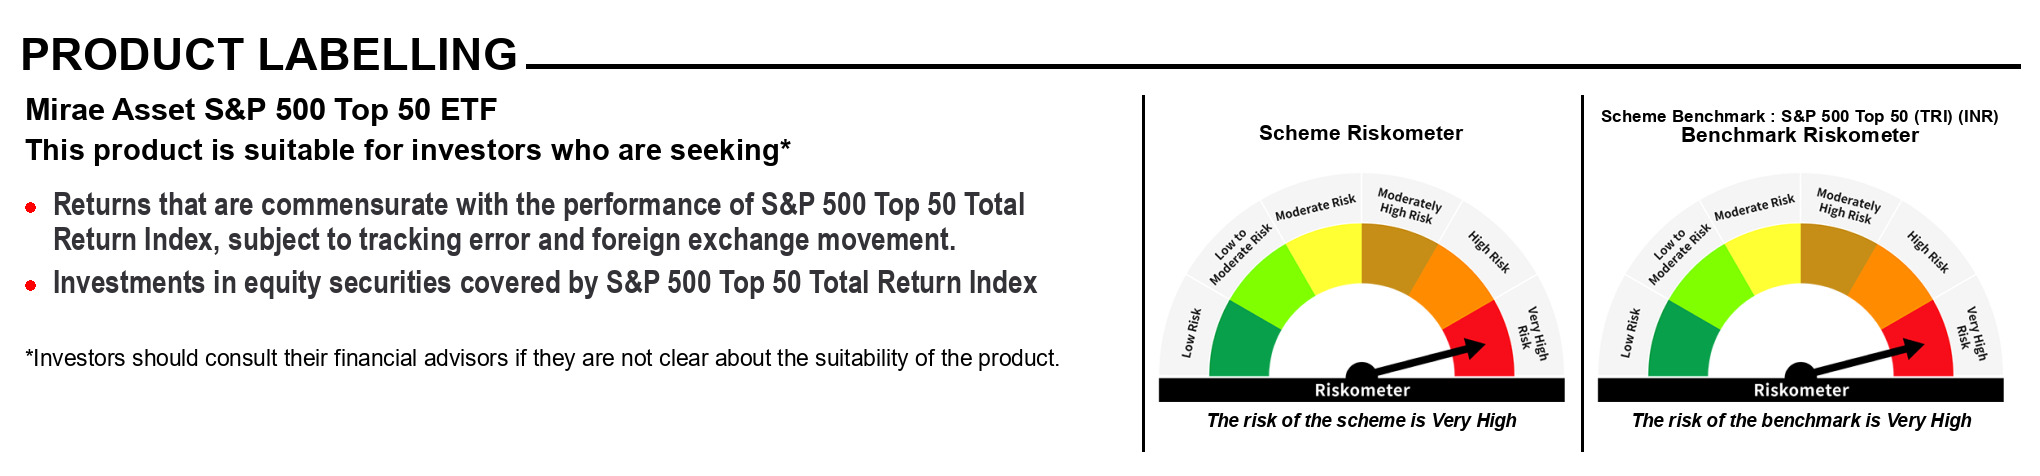 PRODUCT LABELLING
Mirae Asset S&P 500 Top 50 ETF
This product is suitable for investors who are seeking*
Returns that are commensurate with the performance of S&P 500 Top 50 Total
Return Index, subject to tracking error and foreign exchange movement.
Investments in equity securities covered by S&P 500 Top 50 Total Return Index
*Investors should consult their financial advisors if they are not clear about the suitability of the product.
Scheme Riskometer
Low Risk
Low to
Moderate Risk
Moderate Risk
Moderately
High Risk
High Risk
Very High
Risk
Riskometer
The risk of the scheme is Very High
Scheme Benchmark : S&P 500 Top 50 (TRI) (INR)
Benchmark Riskometer
Low Risk
Low to
Moderate Risk
Moderate Risk
Moderately
High Risk
High Risk
Very High
Risk
Riskometer
The risk of the benchmark is Very High